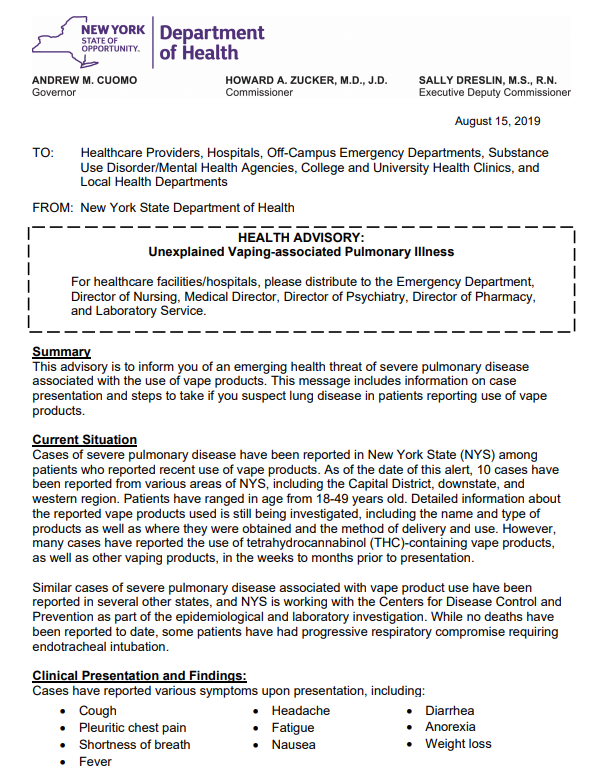 NEW YORK
STATE OF
OPPORTUNITY.
Department
of Health
ANDREW M. CUOMO HOWARD A. ZUCKER, M.D., J.D. SALLY DRESLIN, M.S., R.N.
Governor Commissioner Executive Deputy Commissioner
August 15, 2019
TO: Healthcare Providers, Hospitals, Off-Campus Emergency Departments, Substance
Use Disorder/Mental Health Agencies, College and University Health Clinics, and
Local Health Departments
FROM: New York State Department of Health
HEALTH ADVISORY:
Unexplained Vaping-associated Pulmonary Illness
For healthcare facilities/hospitals, please distribute to the Emergency Department,
Director of Nursing, Medical Director, Director of Psychiatry, Director of Pharmacy,
and Laboratory Service.
Summary
This advisory is to inform you of an emerging health threat of severe pulmonary disease
associated with the use of vape products. This message includes information on case
presentation and steps to take if you suspect lung disease in patients reporting use of vape
products.
Current Situation
Cases of severe pulmonary disease have been reported in New York State (NYS) among
patients who reported recent use of vape products. As of the date of this alert, 10 cases have
been reported from various areas of NYS, including the Capital District, downstate, and
western region. Patients have ranged in age from 18-49 years old. Detailed information about
the reported vape products used is still being investigated, including the name and type of
products as well as where they were obtained and the method of delivery and use. However,
many cases have reported the use of tetrahydrocannabinol (THC)-containing vape products,
as well as other vaping products, in the weeks to months prior to presentation.
Similar cases of severe pulmonary disease associated with vape product use have been
reported in several other states, and NYS is working with the Centers for Disease Control and
Prevention as part of the epidemiological and laboratory investigation. While no deaths have
been reported to date, some patients have had progressive respiratory compromise requiring
endotracheal intubation.
Clinical Presentation and Findings:
Cases have reported various symptoms upon presentation, including:
• Cough
• Pleuritic chest pain
• Shortness of breath
• Fever
• Headache
• Fatigue
• Nausea
• Diarrhea
• Anorexia
• Weight loss